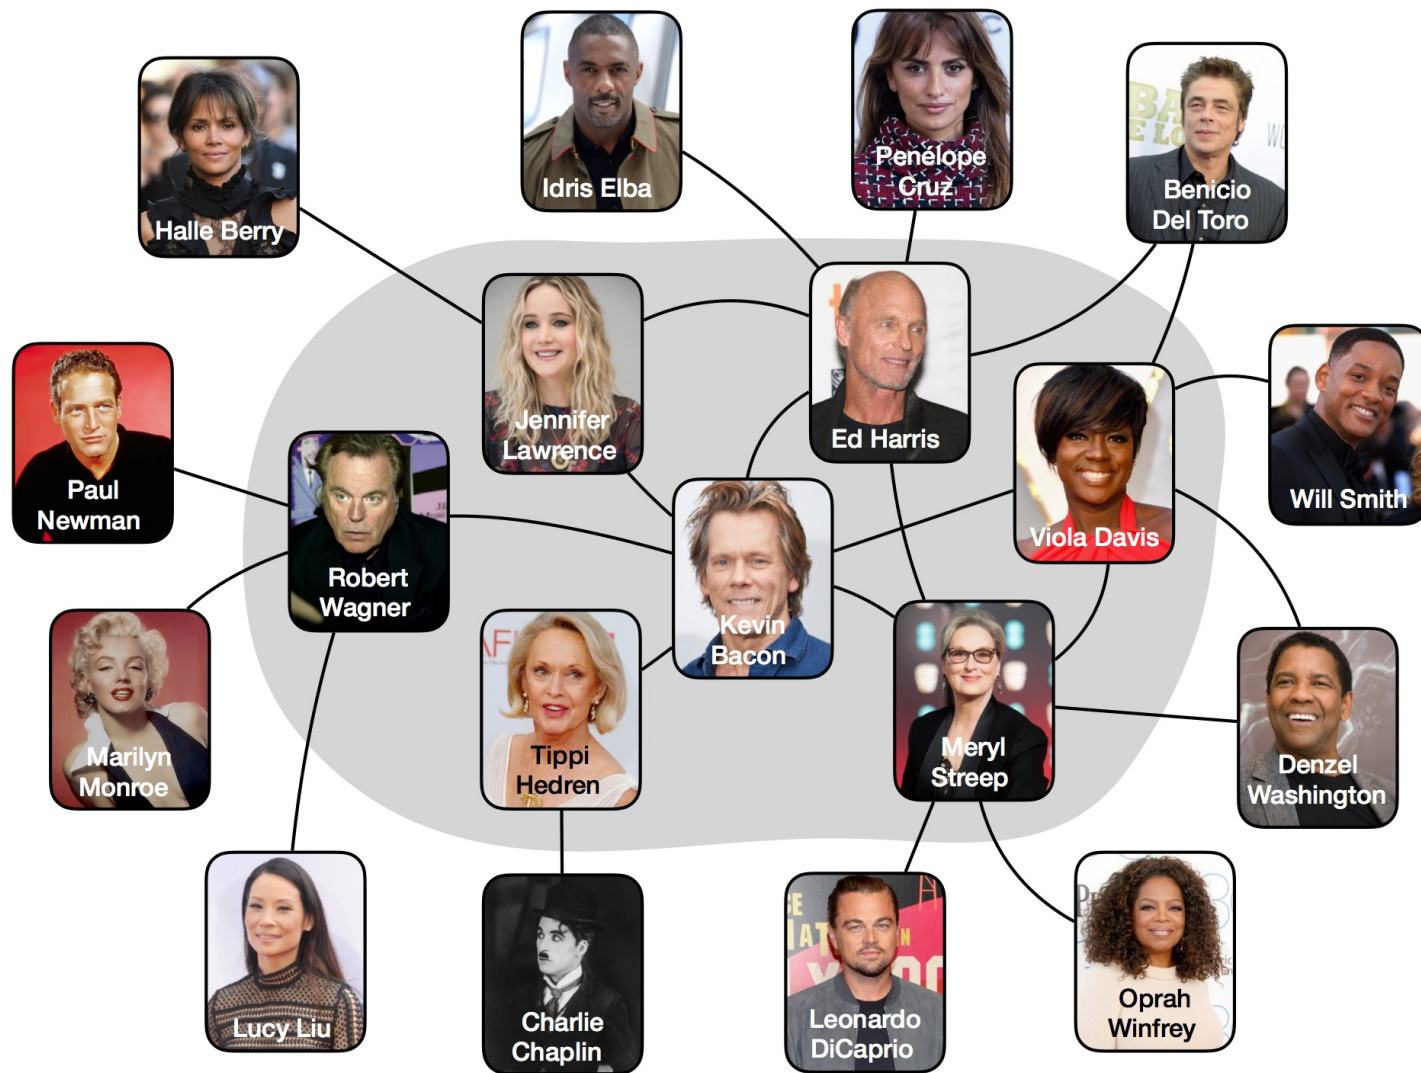 Idris Elba
Penélope
Cruz
Benicio
Del Toro
Halle Berry
Jennifer
Lawrence
Ed Harris
Paul
Newman
Will Smith
Viola Davis
Robert
Wagner
Kevin
Bacon
Marilyn
Monroe
Tippi
Hedren
Meryl
Streep
Denzel
Washington
Lucy Liu
Charlie
Chaplin
Leonardo
DiCaprio
Oprah
Winfrey